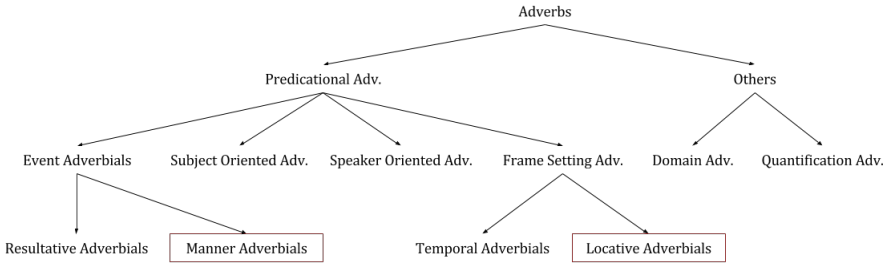 Adverbs
Predicational Adv.
Others
Event Adverbials
Subject Oriented Adv.
Speaker Oriented Adv.
Frame Setting Adv.
Domain Adv.
Quantification Adv.
Resultative Adverbials
Manner Adverbials
Temporal Adverbials
Locative Adverbials